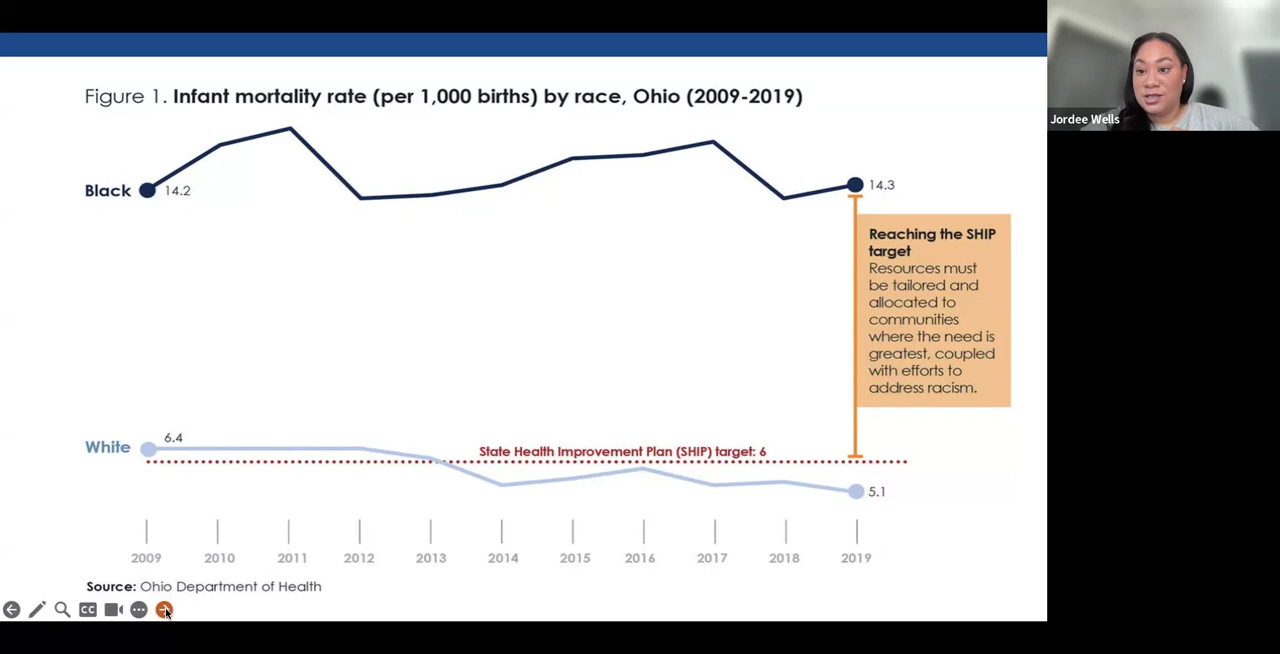 Figure 1. Infant mortality rate (per 1,000 births) by race, Ohio (2009-2019)
Jordee Wells
Black
14.2
14.3
Reaching the SHIP
target
Resources must
be tailored and
allocated to
communities
where the need is
greatest, coupled
with efforts to
address racism.
White
6.4
State Health Improvement Plan (SHIP) target: 6
5.1
2009 2010 2011 2012 2013 2014 2015 2016 2017 2018 2019
Source: Ohio Department of Health
CC